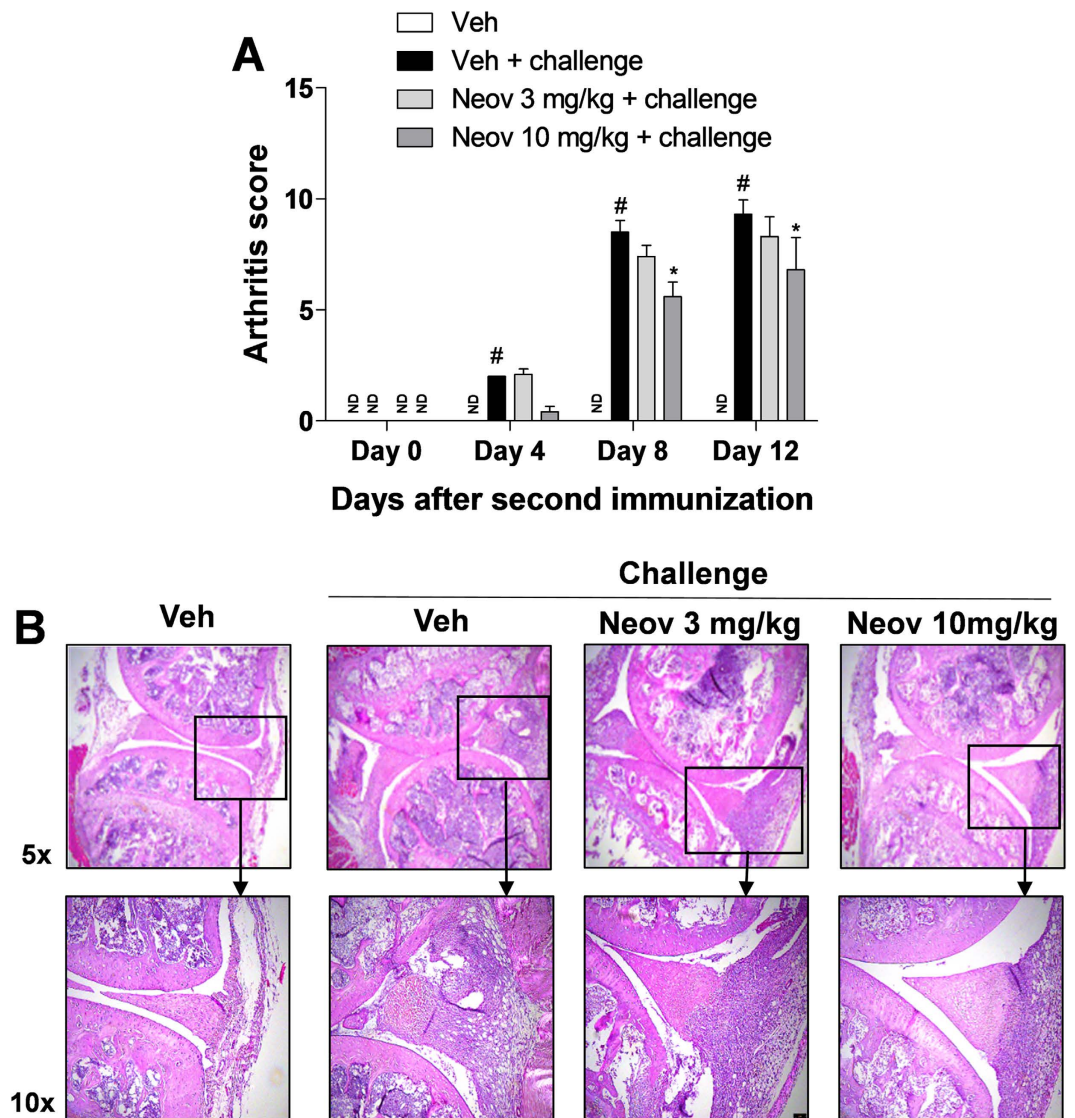 A
Veh
Veh + challenge
Neov 3 mg/kg + challenge
Neov 10 mg/kg + challenge
Arthritis score
15
10
5
0
ND ND ND ND
ND # 
ND # *
ND # *
Day 0 Day 4 Day 8 Day 12
Days after second immunization
B
Challenge
Veh Veh Neov 3 mg/kg Neov 10mg/kg
5x
10x